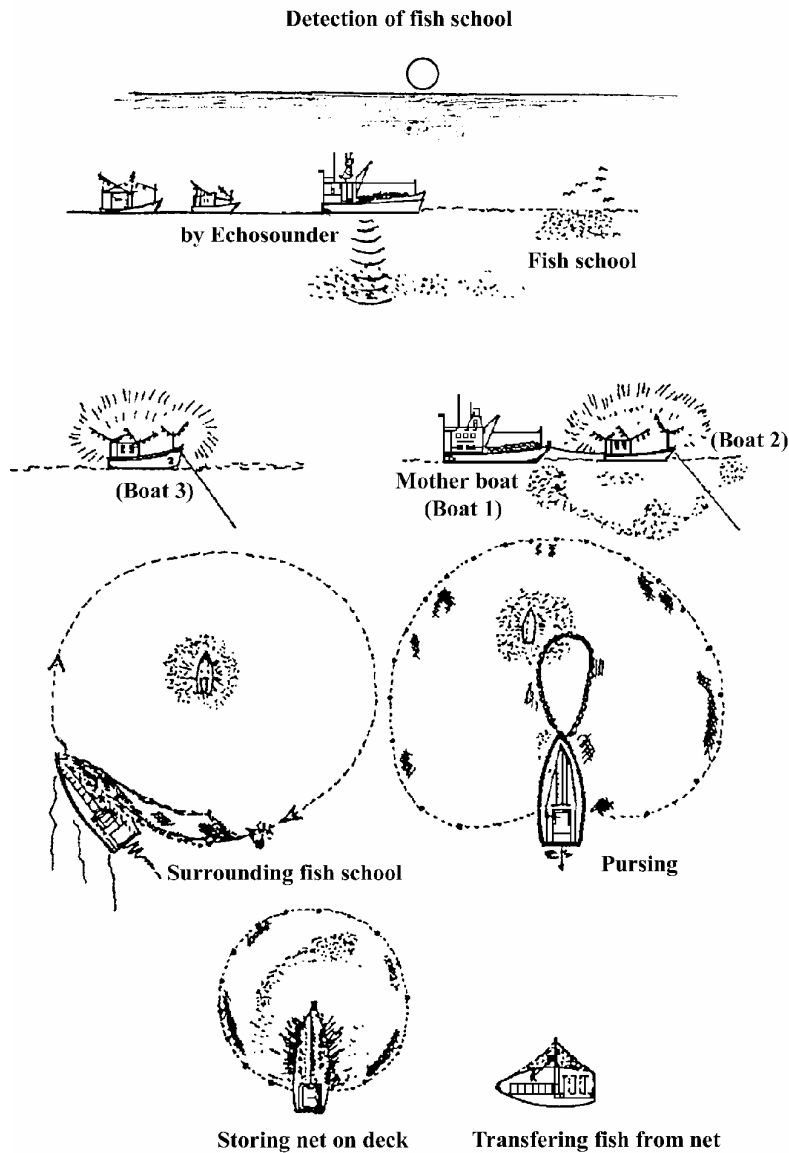 Detection of fish school
by Echosounder
Fish school
(Boat 3)
Mother boat
(Boat 1)
(Boat 2)
Surrounding fish school
Pursing
Storing net on deck
Transfering fish from net